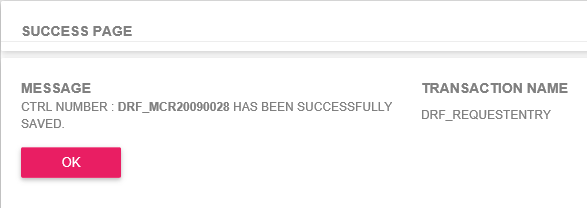 SUCCESS PAGE
MESSAGE
TRANSACTION NAME
CTRL NUMBER : DRF_MCR20090028 HAS BEEN SUCCESSFULLY
SAVED.
DRF_REQUESTENTRY
OK